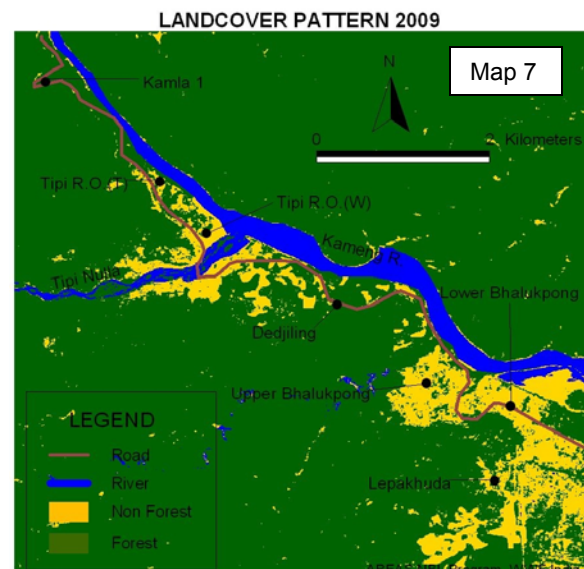 LANDCOVER PATTERN 2009
Map 7
N
Kamla 1
0 2 Kilometers
Tipi R.O.(T)
Tipi R.O.(W)
Kameng R.
Tipi Nulla
Lower Bhalukpong
Dedjiling
Upper Bhalukpong
LEGEND
Road
River
Lepakhuda
Non Forest
Forest